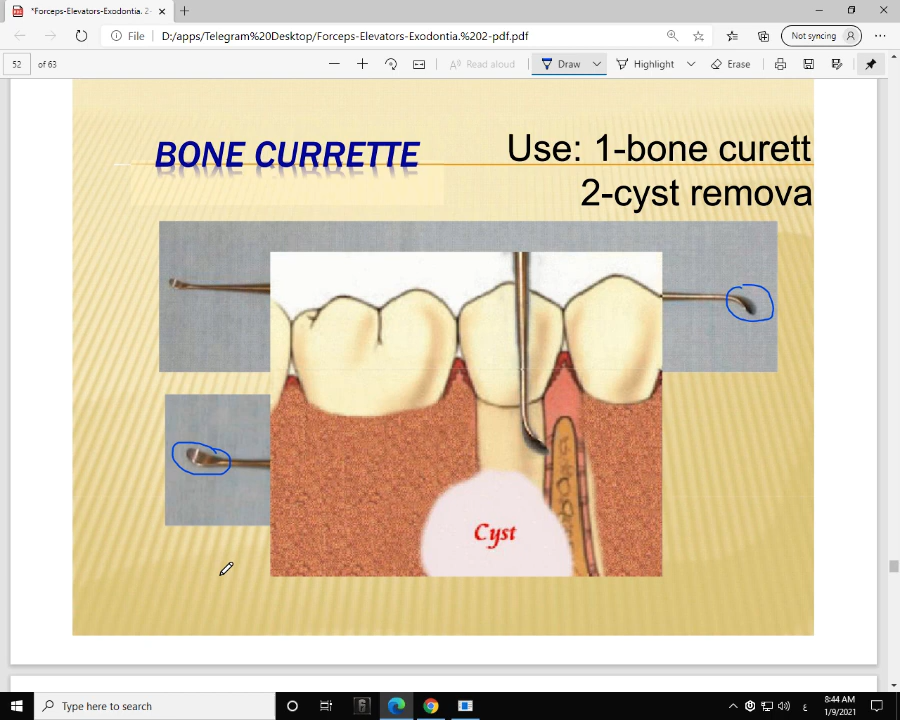 *Forceps-Elevators-Exodontia. 2-
File
D:/apps/Telegram%20Desktop/Forceps-Elevators-Exodontia.%202-pdf.pdf
Not syncing
52 of 63
Read aloud
Draw
Highlight
Erase
BONE CURRETTE
Use: 1-bone curett
2-cyst remova
Cyst
Type here to search
ع
8:44 AM
1/9/2021